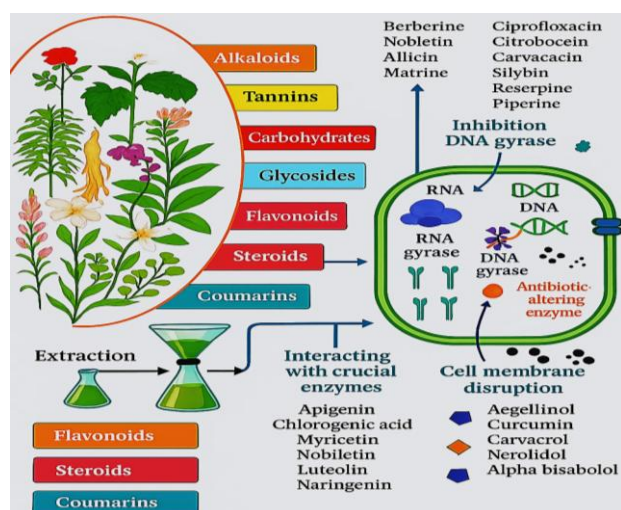 Alkaloids
Tannins
Carbohydrates
Glycosides
Flavonoids
Steroids
Coumarins
Berberine
Nobletin
Allicin
Matrine
Ciprofloxacin
Citrobocein
Carvacacin
Silybin
Reserpine
Piperine
Inhibition
DNA gyrase
RNA
RNA
gyrase
DNA
DNA
gyrase
Antibiotic-
altering
enzyme
Extraction
Interacting
with crucial
enzymes
Apigenin
Chlorogenic acid
Myricetin
Nobiletin
Luteolin
Naringenin
Cell membrane
disruption
Aegellinol
Curcumin
Carvacrol
Nerolidol
Alpha bisabolol
Flavonoids
Steroids
Coumarins